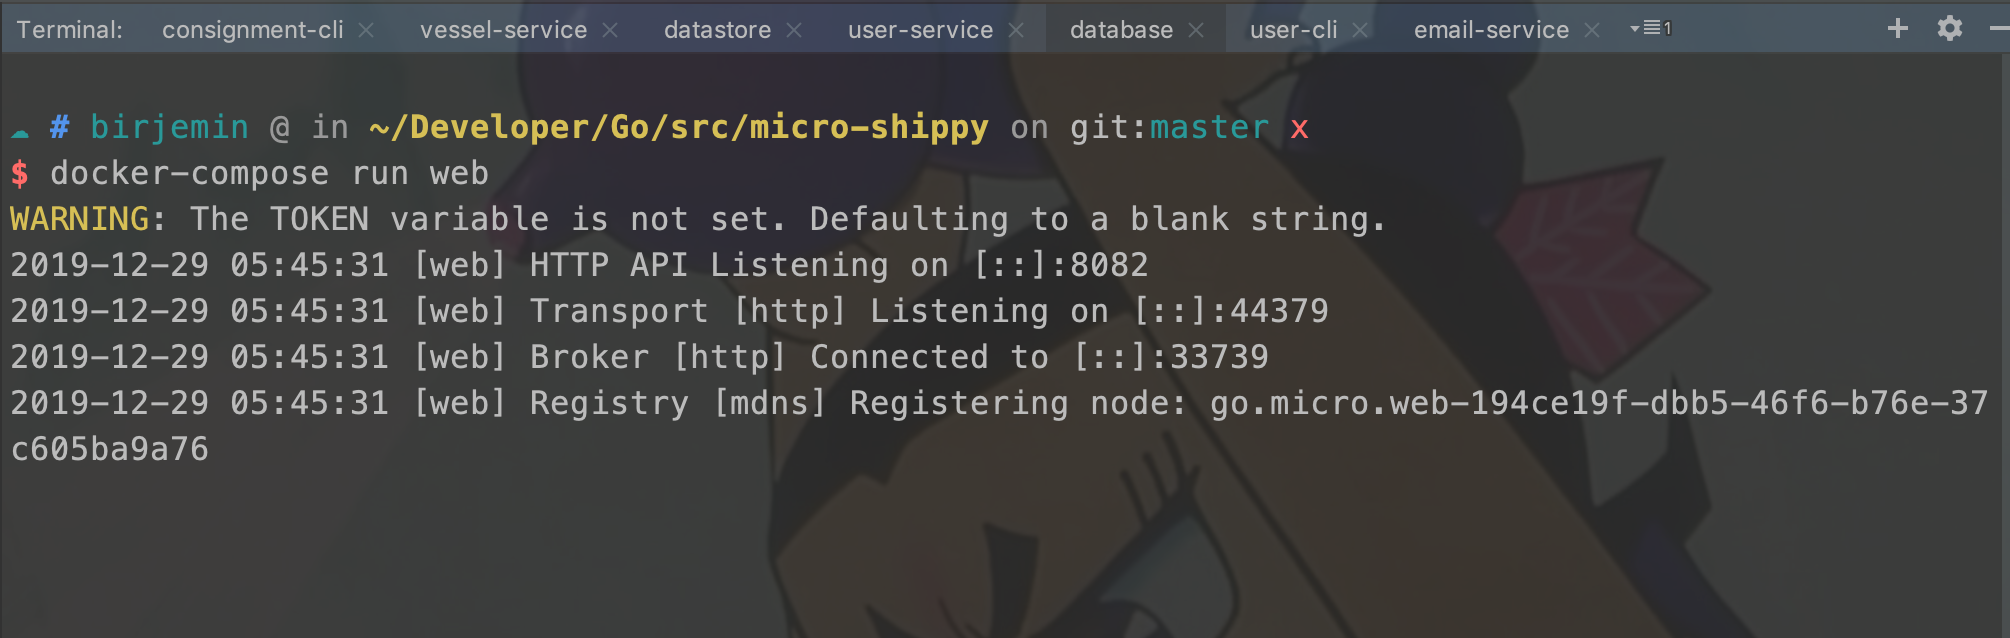 Terminal: consignment-cli × vessel-service × datastore × user-service × database × user-cli × email-service × 1
# birjemin @ in ~/Developer/Go/src/micro-shippy on git:master x
$ docker-compose run web
WARNING: The TOKEN variable is not set. Defaulting to a blank string.
2019-12-29 05:45:31 [web] HTTP API Listening on [::]:8082
2019-12-29 05:45:31 [web] Transport [http] Listening on [::]:44379
2019-12-29 05:45:31 [web] Broker [http] Connected to [::]:33739
2019-12-29 05:45:31 [web] Registry [mdns] Registering node: go.micro.web-194ce19f-dbb5-46f6-b76e-37
c605ba9a76